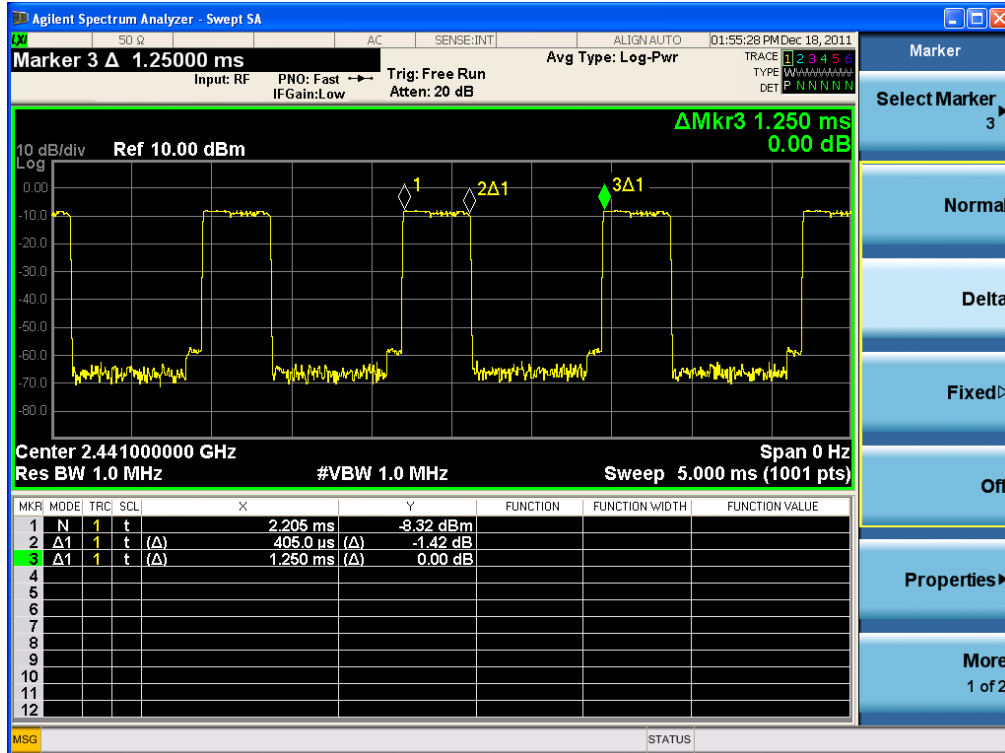 Agilent Spectrum Analyzer - Swept SA
LXI 50 Ω AC SENSE:INT ALIGN AUTO 01:55:28 PM Dec 18, 2011
Marker 3 Δ 1.25000 ms
Input: RF PNO: Fast Trig: Free Run Avg Type: Log-Pwr TRACE 1 2 3 4 5 6
IFGain:Low Atten: 20 dB TYPE W
DET P N N N N N
ΔMkr3 1.250 ms
0.00 dB
10 dB/div Ref 10.00 dBm
Log
0.00
-10.0
-20.0
-30.0
-40.0
-50.0
-60.0
-70.0
-80.0
1
2Δ1
3Δ1
Center 2.441000000 GHz Span 0 Hz
Res BW 1.0 MHz #VBW 1.0 MHz Sweep 5.000 ms (1001 pts)
MKR MODE TRC SCL X Y FUNCTION FUNCTION WIDTH FUNCTION VALUE
1 N 1 t 2.205 ms -8.32 dBm
2 Δ1 1 t (Δ) 405.0 µs (Δ) -1.42 dB
3 Δ1 1 t (Δ) 1.250 ms (Δ) 0.00 dB
4
5
6
7
8
9
10
11
12
MSG STATUS
Marker
Select Marker
3
Normal
Delta
Fixed
Off
Properties
More
1 of 2